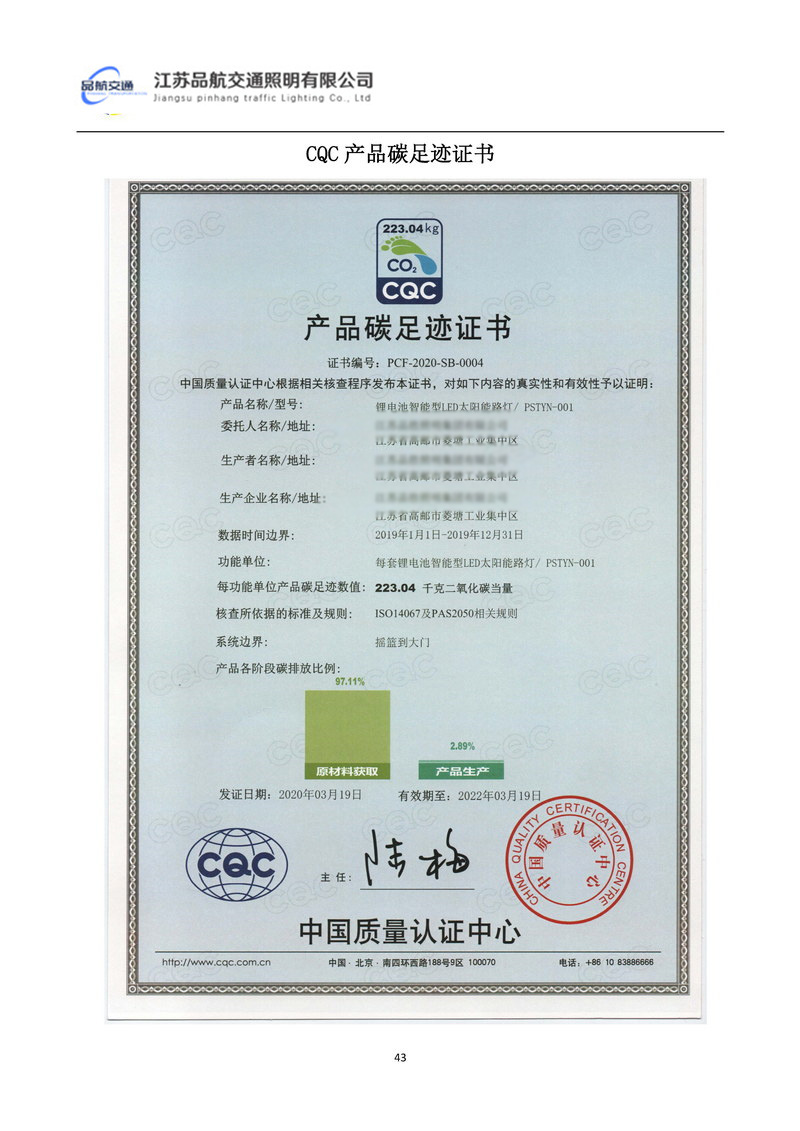 品航交通
江苏品航交通照明有限公司
Jiangsu pinhang traffic Lighting Co., Ltd
CQC 产品碳足迹证书
223.04kg
CO2
CQC
产品碳足迹证书
证书编号：PCF-2020-SB-0004
中国质量认证中心根据相关核查程序发布本证书，对如下内容的真实性和有效性予以证明：
产品名称/型号： 锂电池智能型LED太阳能路灯/ PSTYN-001
委托人名称/地址：
江苏省高邮市菱塘工业集中区
生产者名称/地址：
江苏省高邮市菱塘工业集中区
生产企业名称/地址：
江苏省高邮市菱塘工业集中区
数据时间边界： 2019年1月1日-2019年12月31日
功能单位： 每套锂电池智能型LED太阳能路灯/ PSTYN-001
每功能单位产品碳足迹数值： 223.04 千克二氧化碳当量
核查所依据的标准及规则： ISO14067及PAS2050相关规则
系统边界： 摇篮到大门
产品各阶段碳排放比例：
97.11%
2.89%
原材料获取 产品生产
发证日期：2020年03月19日 有效期至：2022年03月19日
CHINA QUALITY CERTIFICATION CENTRE
中国质量认证中心
CQC
主 任： 陆梅
中国质量认证中心
http://www.cqc.com.cn 中国·北京·南四环西路188号9区 100070 电话：+86 10 83886666
43